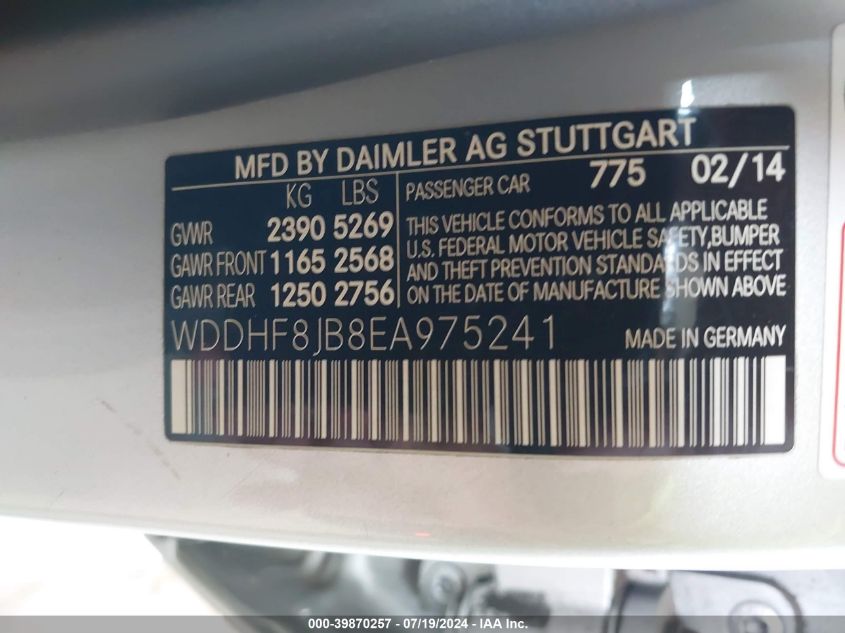 MFD BY DAIMLER AG STUTTGART
KG LBS
GVWR 2390 5269
GAWR FRONT 1165 2568
GAWR REAR 1250 2756
PASSENGER CAR 775 02/14
THIS VEHICLE CONFORMS TO ALL APPLICABLE
U.S. FEDERAL MOTOR VEHICLE SAFETY,BUMPER
AND THEFT PREVENTION STANDARDS IN EFFECT
ON THE DATE OF MANUFACTURE SHOWN ABOVE
WDDHF8JB8EA975241 MADE IN GERMANY
000-39870257 - 07/19/2024 - IAA Inc.